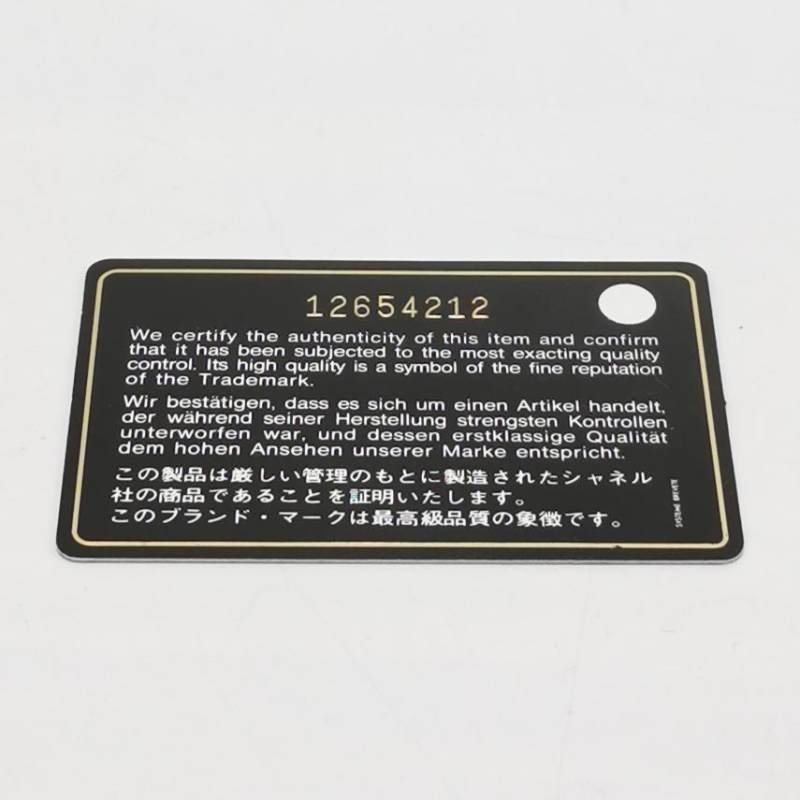 12654212
We certify the authenticity of this item and confirm
that it has been subjected to the most exacting quality
control. Its high quality is a symbol of the fine reputation
of the Trademark.
Wir bestätigen, dass es sich um einen Artikel handelt,
der während seiner Herstellung strengsten Kontrollen
unterworfen war, und dessen erstklassige Qualität
dem hohen Ansehen unserer Marke entspricht.
この製品は厳しい管理のもとに製造されたシャネル
社の商品であることを証明いたします。
このブランド・マークは最高級品質の象徴です。
SYSTEME BREVETE